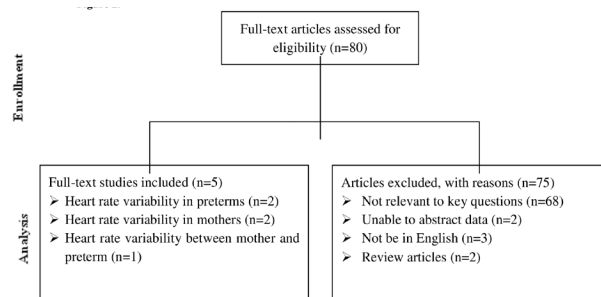 Full-text articles assessed for
eligibility (n=80)
Enrollment
Full-text studies included (n=5)
➤ Heart rate variability in preterms (n=2)
➤ Heart rate variability in mothers (n=2)
➤ Heart rate variability between mother and
preterm (n=1)
Articles excluded, with reasons (n=75)
➤ Not relevant to key questions (n=68)
➤ Unable to abstract data (n=2)
➤ Not be in English (n=3)
➤ Review articles (n=2)
Analysis